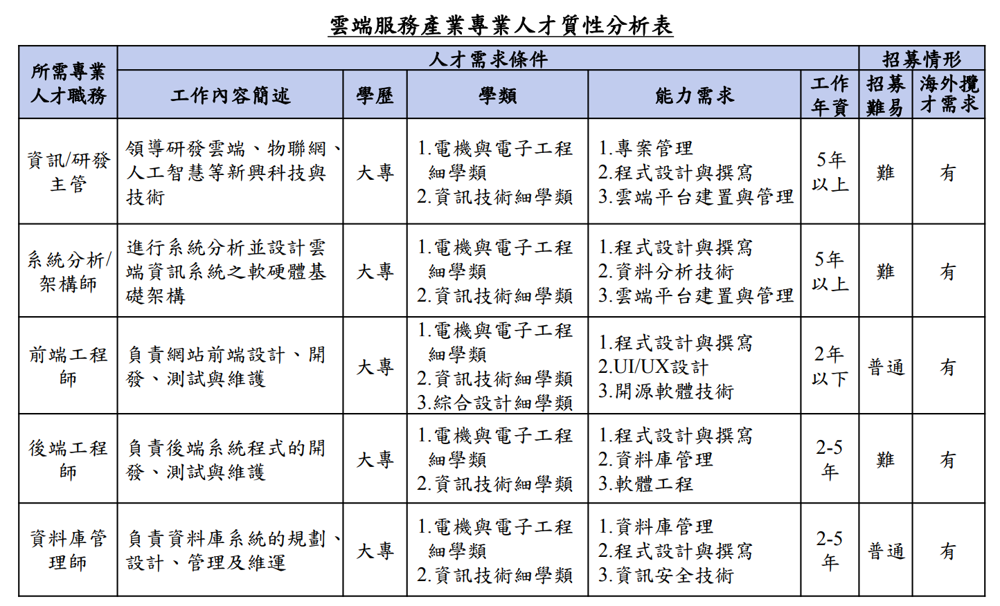 雲端服務產業專業人才質性分析表
所需專業
人才職務
人才需求條件
招募情形
工作內容簡述
學歷
學類
能力需求
工作
年資
招募
難易
海外攬
才需求
資訊/研發
主管
領導研發雲端、物聯網、
人工智慧等新興科技與
技術
大專
1.電機與電子工程
細學類
2.資訊技術細學類
1.專案管理
2.程式設計與撰寫
3.雲端平台建置與管理
5年
以上
難
有
系統分析/
架構師
進行系統分析並設計雲
端資訊系統之軟硬體基
礎架構
大專
1.電機與電子工程
細學類
2.資訊技術細學類
1.程式設計與撰寫
2.資料分析技術
3.雲端平台建置與管理
5年
以上
難
有
前端工程
師
負責網站前端設計、開
發、測試與維護
大專
1.電機與電子工程
細學類
2.資訊技術細學類
3.綜合設計細學類
1.程式設計與撰寫
2.UI/UX設計
3.開源軟體技術
2年
以下
普通
有
後端工程
師
負責後端系統程式的開
發、測試與維護
大專
1.電機與電子工程
細學類
2.資訊技術細學類
1.程式設計與撰寫
2.資料庫管理
3.軟體工程
2-5
年
難
有
資料庫管
理師
負責資料庫系統的規劃、
設計、管理及維運
大專
1.電機與電子工程
細學類
2.資訊技術細學類
1.資料庫管理
2.程式設計與撰寫
3.資訊安全技術
2-5
年
普通
有